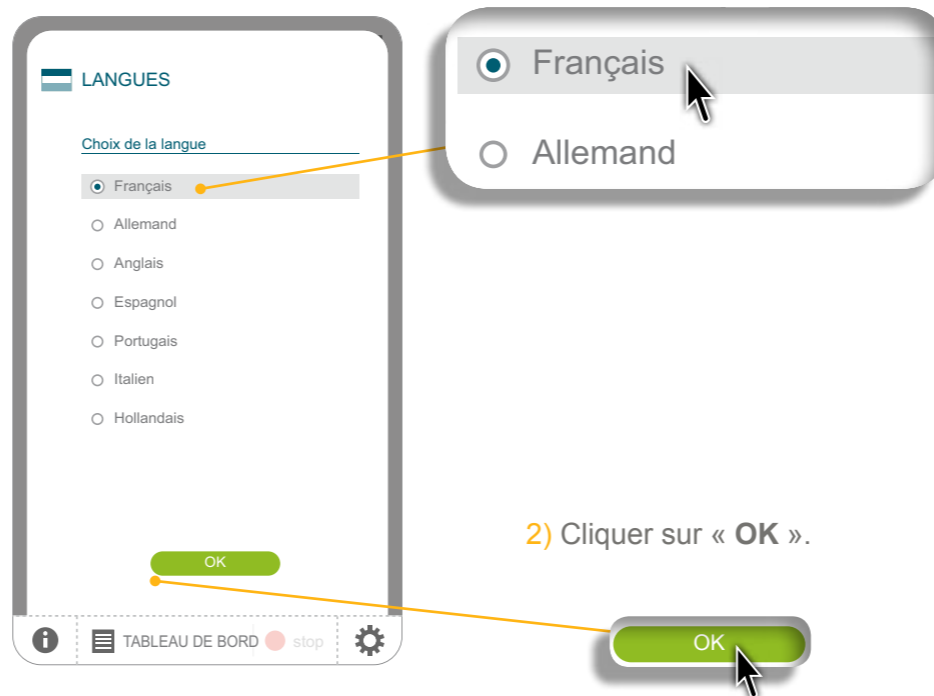 LANGUES
Choix de la langue
Français
Allemand
Anglais
Espagnol
Portugais
Italien
Hollandais
OK
TABLEAU DE BORD stop
Français
Allemand
2) Cliquer sur « OK ».
OK